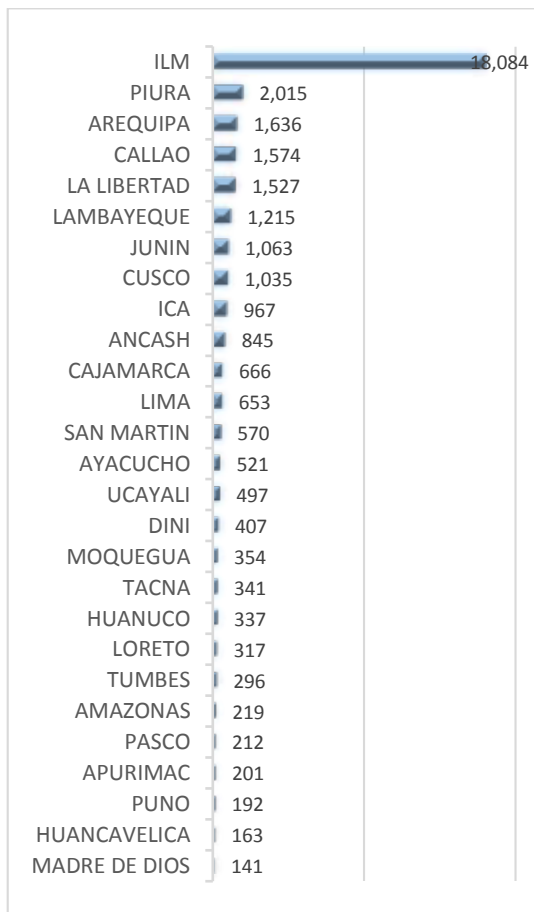 ILM 18,084
PIURA 2,015
AREQUIPA 1,636
CALLAO 1,574
LA LIBERTAD 1,527
LAMBAYEQUE 1,215
JUNIN 1,063
CUSCO 1,035
ICA 967
ANCASH 845
CAJAMARCA 666
LIMA 653
SAN MARTIN 570
AYACUCHO 521
UCAYALI 497
DINI 407
MOQUEGUA 354
TACNA 341
HUANUCO 337
LORETO 317
TUMBES 296
AMAZONAS 219
PASCO 212
APURIMAC 201
PUNO 192
HUANCAVELICA 163
MADRE DE DIOS 141